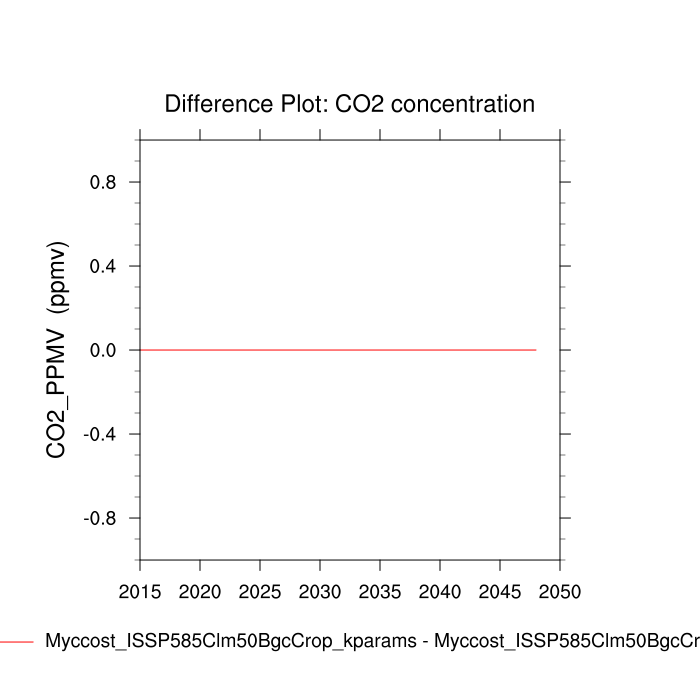 Difference Plot: CO2 concentration
CO2_PPMV (ppmv)
0.8
0.4
0.0
-0.4
-0.8
2015 2020 2025 2030 2035 2040 2045 2050
Myccost_ISSP585Clm50BgcCrop_kparams - Myccost_ISSP585Clm50BgcCr